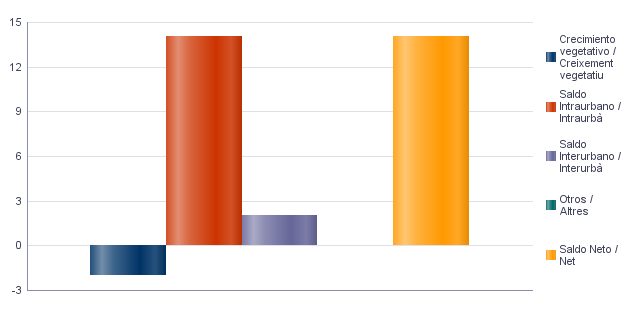 15
12
9
6
3
0
-3
Crecimiento
vegetativo /
Creixement
vegetatiu
Saldo
Intraurbano /
Intraurbà
Saldo
Interurbano /
Interurbà
Otros /
Altres
Saldo Neto /
Net